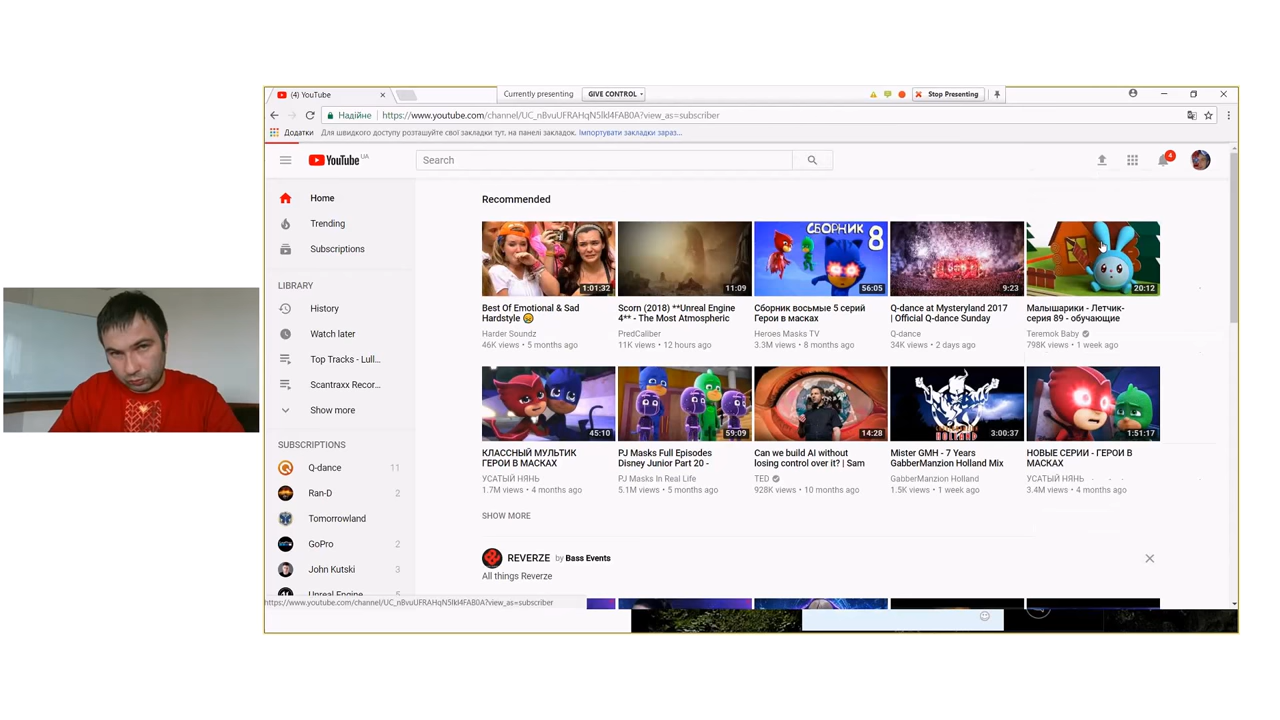 (4) YouTube
Currently presenting
GIVE CONTROL
Stop Presenting
Надійне
https://www.youtube.com/channel/UC_nBvuUFRAHqN5Ikl4FAB0A?view_as=subscriber
Додатки
Для швидкого доступу розташуйте свої закладки тут, на панелі закладок.
Імпортувати закладки зараз...
YouTube UA
Search
4
Home
Trending
Subscriptions
LIBRARY
History
Watch later
Top Tracks - Lull...
Scantraxx Recor...
Show more
SUBSCRIPTIONS
Q-dance 11
Ran-D 2
Tomorrowland
GoPro 2
John Kutski 3
Unreal Engine 5
Recommended
1:01:32
11:09
СБОРНИК 8
56:05
9:23
20:12
Best Of Emotional & Sad
Hardstyle
Harder Soundz
46K views • 5 months ago
Scorn (2018) **Unreal Engine
4** - The Most Atmospheric
PredCaliber
11K views • 12 hours ago
Сборник восьмые 5 серий
Герои в масках
Heroes Masks TV
3.3M views • 8 months ago
Q-dance at Mysteryland 2017
| Official Q-dance Sunday
Q-dance
34K views • 2 days ago
Малышарики - Летчик-
серия 89 - обучающие
Teremok Baby
798K views • 1 week ago
45:10
59:09
14:28
HOLLAND
3:00:37
1:51:17
КЛАССНЫЙ МУЛЬТИК
ГЕРОИ В МАСКАХ
УСАТЫЙ НЯНЬ
1.7M views • 4 months ago
PJ Masks Full Episodes
Disney Junior Part 20 -
PJ Masks In Real Life
5.1M views • 5 months ago
Can we build AI without
losing control over it? | Sam
TED
928K views • 10 months ago
Mister GMH - 7 Years
GabberManzion Holland Mix
GabberManzion Holland
1.5K views • 1 week ago
НОВЫЕ СЕРИИ - ГЕРОИ В
МАСКАХ
УСАТЫЙ НЯНЬ
3.4M views • 4 months ago
SHOW MORE
REVERZE by Bass Events
All things Reverze
https://www.youtube.com/channel/UC_nBvuUFRAHqN5Ikl4FAB0A?view_as=subscriber